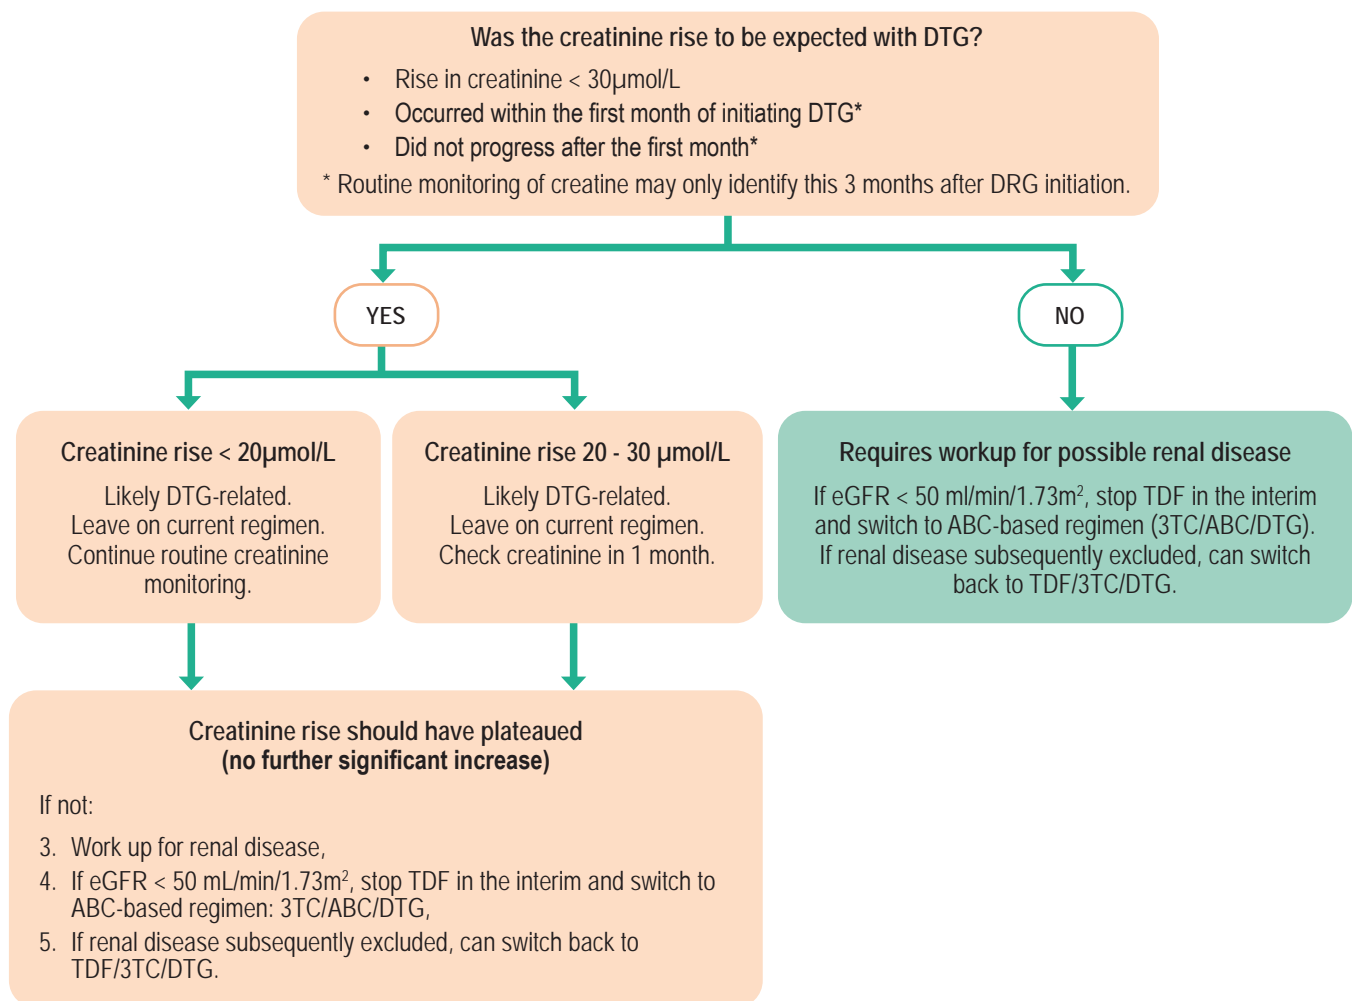 Was the creatinine rise to be expected with DTG?
• Rise in creatinine < 30µmol/L
• Occurred within the first month of initiating DTG*
• Did not progress after the first month*
* Routine monitoring of creatine may only identify this 3 months after DRG initiation.
YES
NO
Creatinine rise < 20µmol/L
Likely DTG-related.
Leave on current regimen.
Continue routine creatinine
monitoring.
Creatinine rise 20 - 30 µmol/L
Likely DTG-related.
Leave on current regimen.
Check creatinine in 1 month.
Requires workup for possible renal disease
If eGFR < 50 ml/min/1.73m², stop TDF in the interim
and switch to ABC-based regimen (3TC/ABC/DTG).
If renal disease subsequently excluded, can switch
back to TDF/3TC/DTG.
Creatinine rise should have plateaued
(no further significant increase)
If not:
3. Work up for renal disease,
4. If eGFR < 50 mL/min/1.73m², stop TDF in the interim and switch to
ABC-based regimen: 3TC/ABC/DTG,
5. If renal disease subsequently excluded, can switch back to
TDF/3TC/DTG.